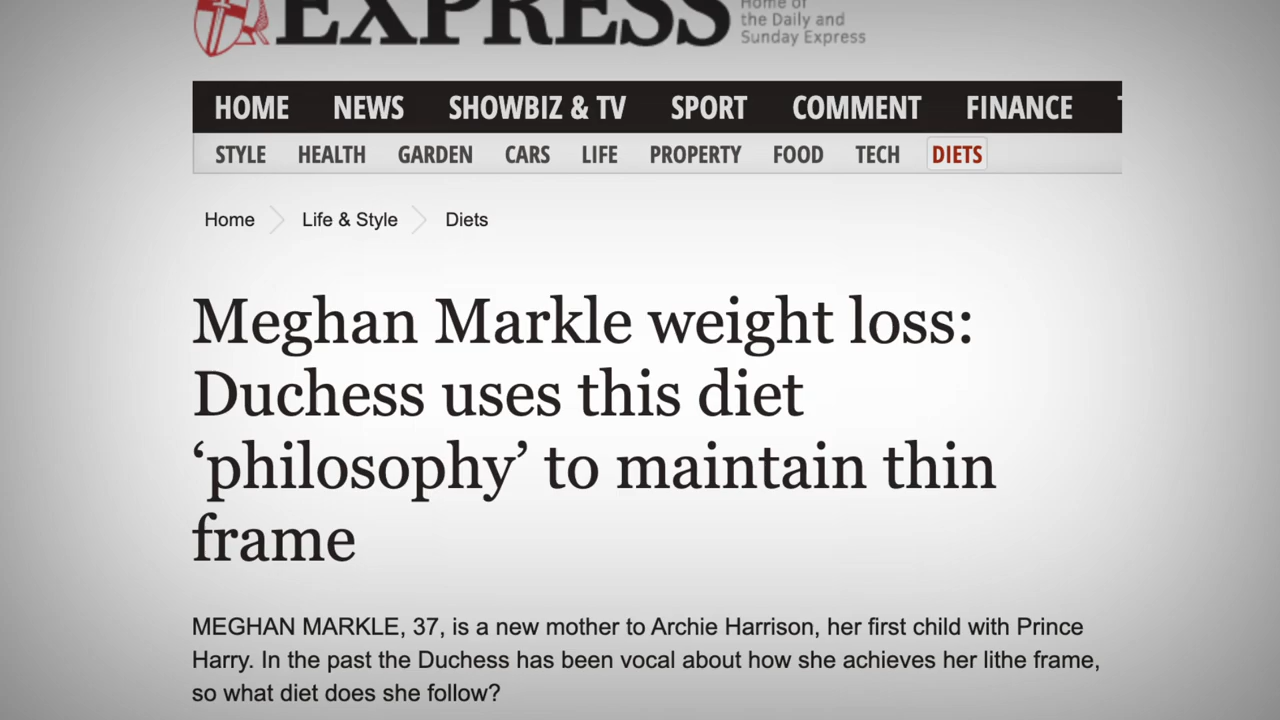 EXPRESS
Home of
the Daily and
Sunday Express
HOME NEWS SHOWBIZ & TV SPORT COMMENT FINANCE
STYLE HEALTH GARDEN CARS LIFE PROPERTY FOOD TECH DIETS
Home Life & Style Diets
Meghan Markle weight loss:
Duchess uses this diet
‘philosophy’ to maintain thin
frame
MEGHAN MARKLE, 37, is a new mother to Archie Harrison, her first child with Prince
Harry. In the past the Duchess has been vocal about how she achieves her lithe frame,
so what diet does she follow?